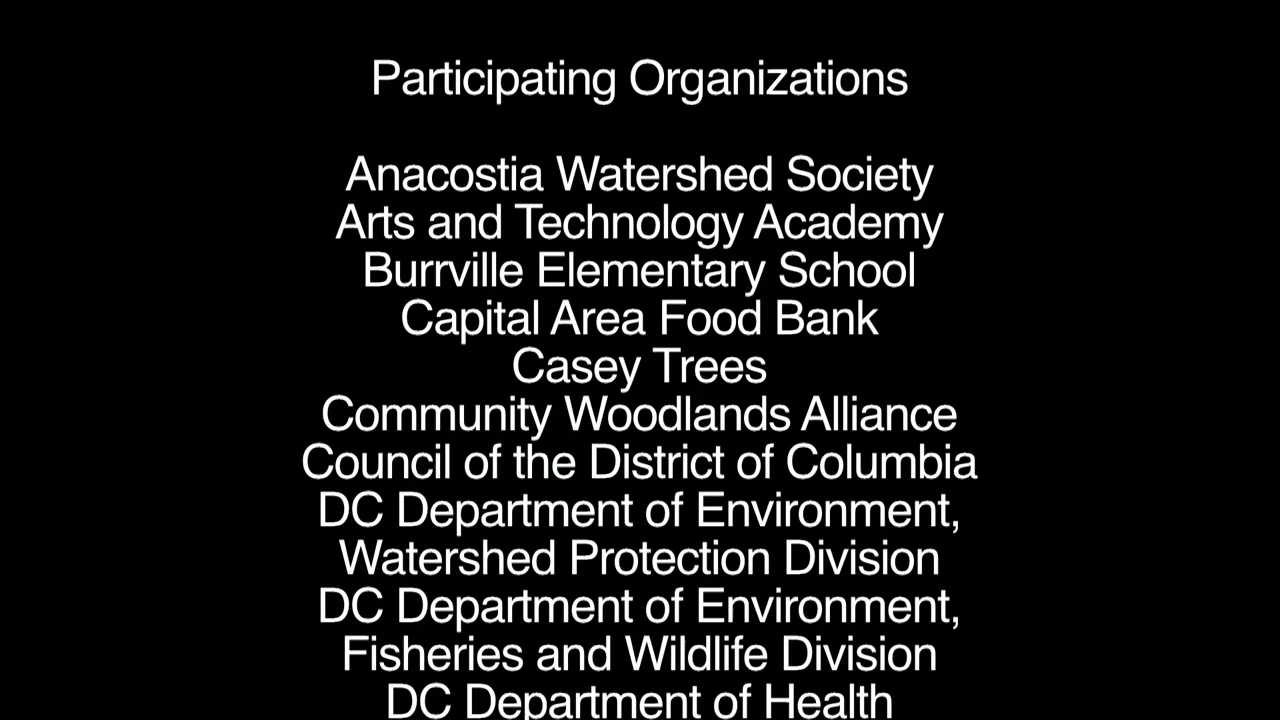 Participating Organizations
Anacostia Watershed Society
Arts and Technology Academy
Burrville Elementary School
Capital Area Food Bank
Casey Trees
Community Woodlands Alliance
Council of the District of Columbia
DC Department of Environment,
Watershed Protection Division
DC Department of Environment,
Fisheries and Wildlife Division
DC Department of Health